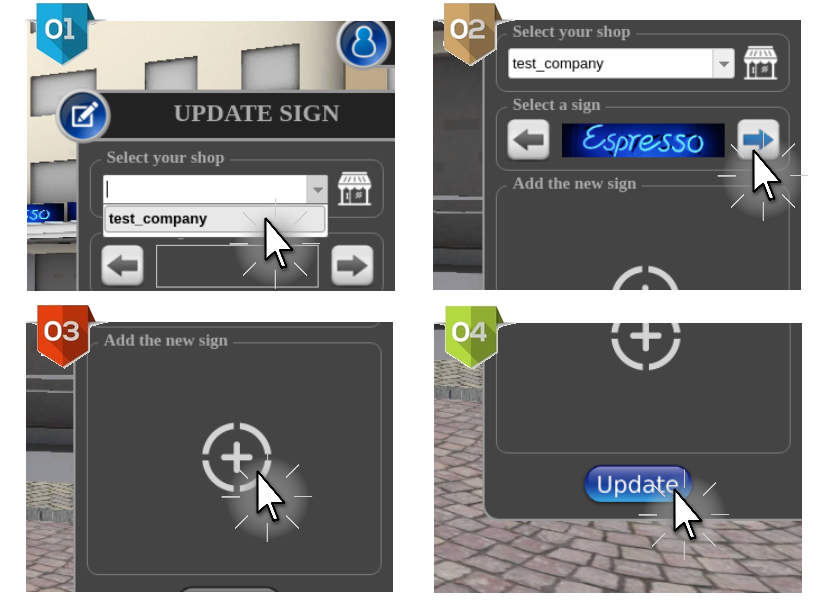 01
UPDATE SIGN
Select your shop
test_company
SSO
02
Select your shop
test_company
Select a sign
Espresso
Add the new sign
03
Add the new sign
04
Update